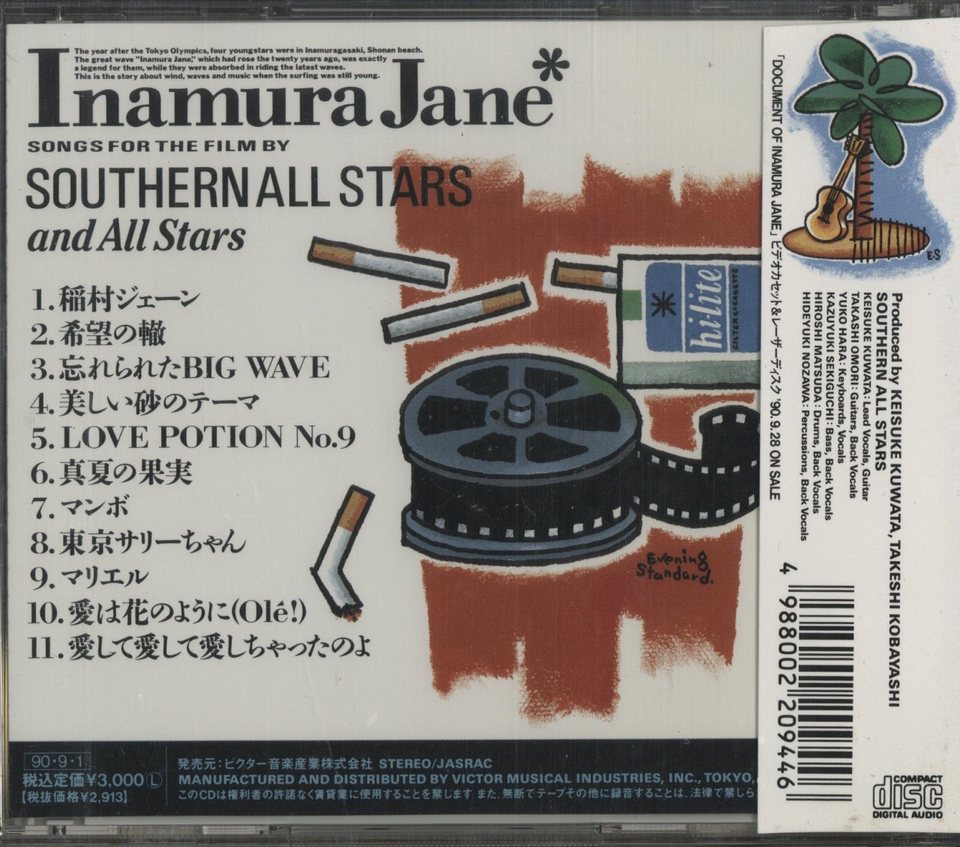 The year after the Tokyo Olympics, four youngstars were in Inamuragasaki, Shonan beach.
The great wave "Inamura Jane," which had rose the twenty years ago, was exactly
a legend for them, while they were absorbed in riding the latest waves.
This is the story about wind, waves and music when the surfing was still young.
Inamura Jane*
SONGS FOR THE FILM BY
SOUTHERN ALL STARS
and All Stars
1.稲村ジェーン
2.希望の轍
3.忘れられたBIG WAVE
4.美しい砂のテーマ
5.LOVE POTION No.9
6.真夏の果実
7.マンボ
8.東京サリーちゃん
9.マリエル
10.愛は花のように(Olé!)
11.愛して愛して愛しちゃったのよ
hi-lite
FILTER CIGARETTES
Evening
Standard.
90・9・1
税込定価¥3,000 Ⓛ
【税抜価格¥2,913】
発売元:ビクター音楽産業株式会社 STEREO/JASRAC
MANUFACTURED AND DISTRIBUTED BY VICTOR MUSICAL INDUSTRIES, INC., TOKYO,
このCDは権利者の許諾なく賃貸業に使用することを禁じます また、無断でテープその他に録音することは、法律で禁じら
ES
Produced by KEISUKE KUWATA, TAKESHI KOBAYASHI
SOUTHERN ALL STARS
KEISUKE KUWATA: Lead Vocals, Guitar
TAKASHI OMORI: Guitars, Back Vocals
YUKO HARA: Keyboards, Vocals
KAZUYUKI SEKIGUCHI: Bass, Back Vocals
HIROSHI MATSUDA: Drums, Back Vocals
HIDEYUKI NOZAWA: Percussions, Back Vocals
「DOCUMENT OF INAMURA JANE」ビデオカセット&レーザーディスク '90.9.28 ON SALE
4 988002 209446
COMPACT
disc
DIGITAL AUDIO